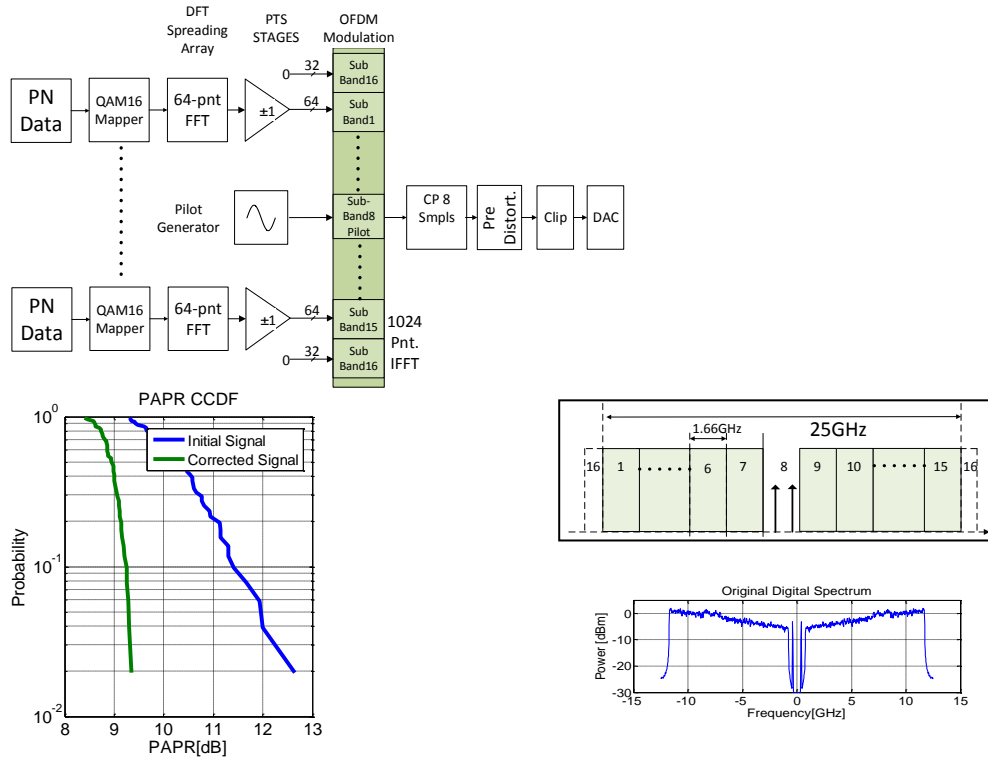 DFT
Spreading
Array
PTS
STAGES
OFDM
Modulation
0
32
Sub
Band16
PN
Data
QAM16
Mapper
64-pnt
FFT
±1
64
Sub
Band1
Pilot
Generator
Sub-
Band8
Pilot
CP 8
Smpls
Pre
Distort.
Clip
DAC
PN
Data
QAM16
Mapper
64-pnt
FFT
±1
64
Sub
Band15
0
32
Sub
Band16
1024
Pnt.
IFFT
PAPR CCDF
Initial Signal
Corrected Signal
Probability
10^0
10^-1
10^-2
8 9 10 11 12 13
PAPR[dB]
1.66GHz
25GHz
16 1 6 7 8 9 10 15 16
Original Digital Spectrum
Power [dBm]
0
-10
-20
-30
-15 -10 -5 0 5 10 15
Frequency[GHz]